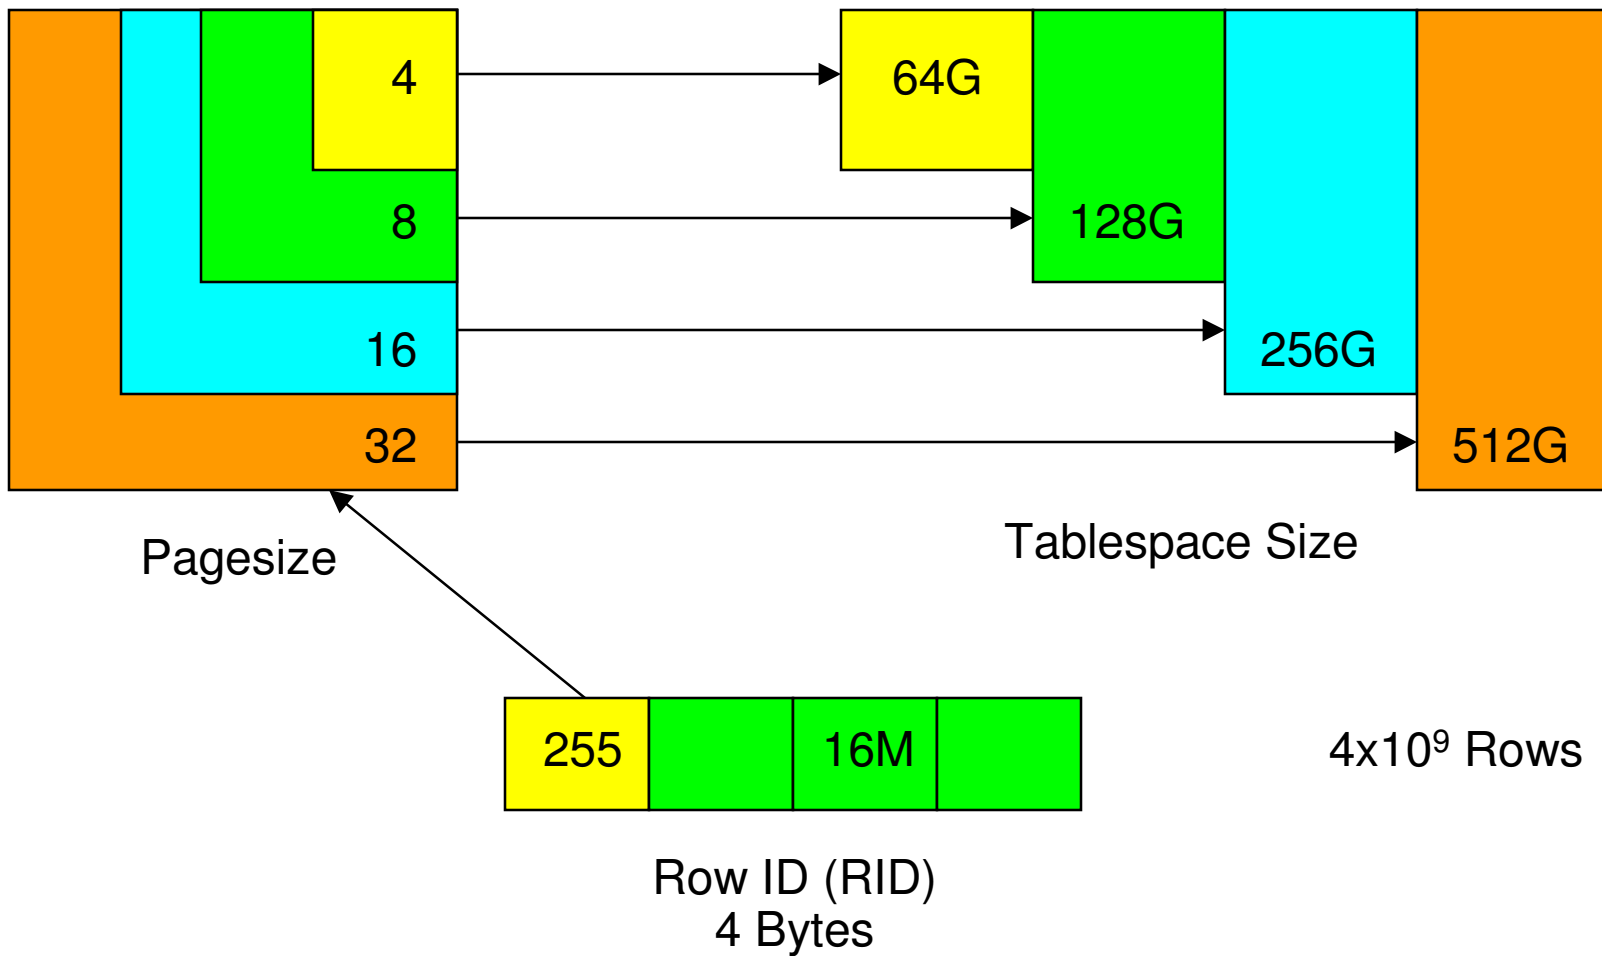 4
64G
8
128G
16
256G
32
512G
Pagesize
Tablespace Size
255
16M
4x10⁹ Rows
Row ID (RID)
4 Bytes